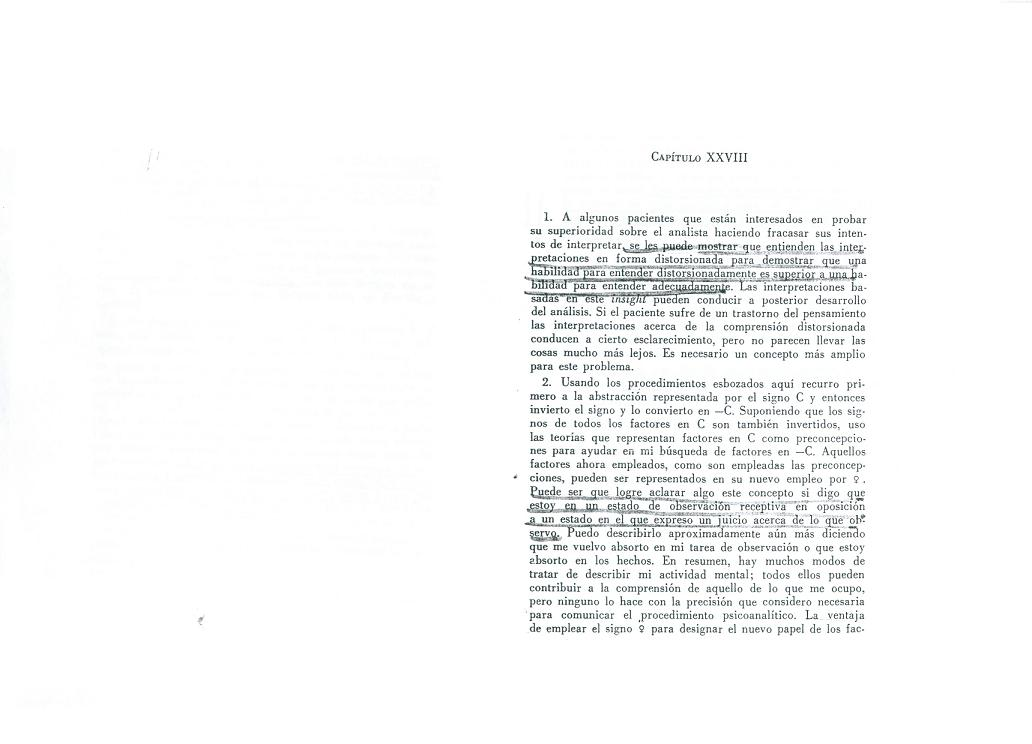 CAPÍTULO XXVIII
1. A algunos pacientes que están interesados en probar
su superioridad sobre el analista haciendo fracasar sus inten-
tos de interpretar, se les puede mostrar que entienden las inter-
pretaciones en forma distorsionada para demostrar que una
habilidad para entender distorsionadamente es superior a una ha-
bilidad para entender adecuadamente. Las interpretaciones ba-
sadas en este insight pueden conducir a posterior desarrollo
del análisis. Si el paciente sufre de un trastorno del pensamiento
las interpretaciones acerca de la comprensión distorsionada
conducen a cierto esclarecimiento, pero no parecen llevar las
cosas mucho más lejos. Es necesario un concepto más amplio
para este problema.
2. Usando los procedimientos esbozados aquí recurro pri-
mero a la abstracción representada por el signo C y entonces
invierto el signo y lo convierto en —C. Suponiendo que los sig-
nos de todos los factores en C son también invertidos, uso
las teorías que representan factores en C como preconcepcio-
nes para ayudar en mi búsqueda de factores en —C. Aquellos
factores ahora empleados, como son empleadas las preconcep-
ciones, pueden ser representados en su nuevo empleo por ♀.
Puede ser que logre aclarar algo este concepto si digo que
estoy en un estado de observación receptiva en oposición
a un estado en el que expreso un juicio acerca de lo que ob-
servo. Puedo describirlo aproximadamente aún más diciendo
que me vuelvo absorto en mi tarea de observación o que estoy
absorto en los hechos. En resumen, hay muchos modos de
tratar de describir mi actividad mental; todos ellos pueden
contribuir a la comprensión de aquello de lo que me ocupo,
pero ninguno lo hace con la precisión que considero necesaria
para comunicar el procedimiento psicoanalítico. La ventaja
de emplear el signo ♀ para designar el nuevo papel de los fac-